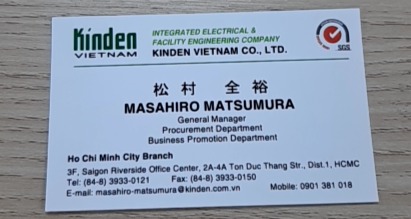 Kinden
VIETNAM
INTEGRATED ELECTRICAL &
FACILITY ENGINEERING COMPANY
KINDEN VIETNAM CO., LTD.
SGS
松村 全裕
MASAHIRO MATSUMURA
General Manager
Procurement Department
Business Promotion Department
Ho Chi Minh City Branch
3F, Saigon Riverside Office Center, 2A-4A Ton Duc Thang Str., Dist.1, HCMC
Tel: (84-8) 3933-0121 Fax: (84-8) 3933-0150
E-mail: masahiro-matsumura@kinden.com.vn Mobile: 0901 381 018